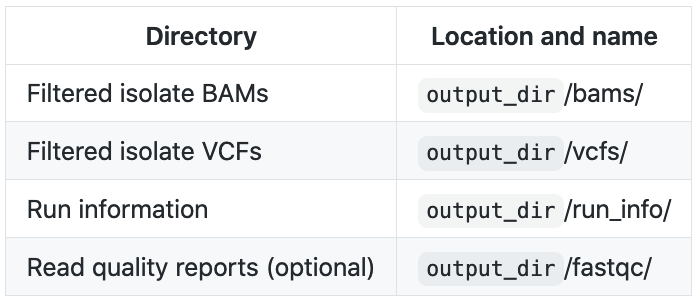 Directory Location and name
Filtered isolate BAMs output_dir/bams/
Filtered isolate VCFs output_dir/vcfs/
Run information output_dir/run_info/
Read quality reports (optional) output_dir/fastqc/